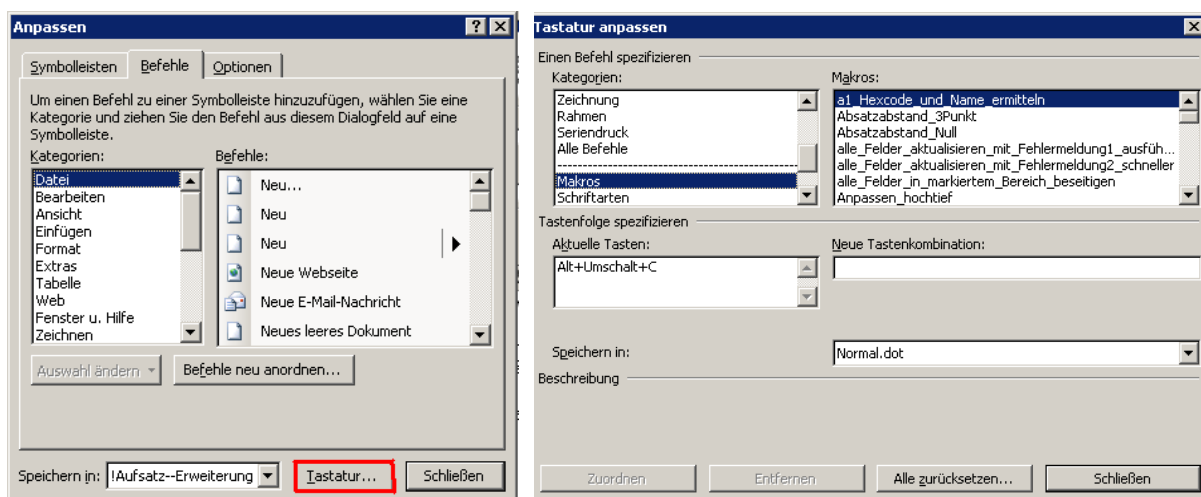 Anpassen
Symbolleisten Befehle Optionen
Um einen Befehl zu einer Symbolleiste hinzuzufügen, wählen Sie eine
Kategorie und ziehen Sie den Befehl aus diesem Dialogfeld auf eine
Symbolleiste.
Kategorien: Befehle:
Datei
Bearbeiten
Ansicht
Einfügen
Format
Extras
Tabelle
Web
Fenster u. Hilfe
Zeichnen
Neu...
Neu
Neu
Neue Webseite
Neue E-Mail-Nachricht
Neues leeres Dokument
Auswahl ändern Befehle neu anordnen...
Speichern in: !Aufsatz--Erweiterung Tastatur... Schließen
Tastatur anpassen
Einen Befehl spezifizieren
Kategorien: Makros:
Zeichnung
Rahmen
Seriendruck
Alle Befehle
----------------------------------------
Makros
Schriftarten
a1_Hexcode_und_Name_ermitteln
Absatzabstand_3Punkt
Absatzabstand_Null
alle_Felder_aktualisieren_mit_Fehlermeldung1_ausfüh...
alle_Felder_aktualisieren_mit_Fehlermeldung2_schneller
alle_Felder_in_markiertem_Bereich_beseitigen
Anpassen_hochtief
Tastenfolge spezifizieren
Aktuelle Tasten: Neue Tastenkombination:
Alt+Umschalt+C
Speichern in: Normal.dot
Beschreibung
Zuordnen Entfernen Alle zurücksetzen... Schließen